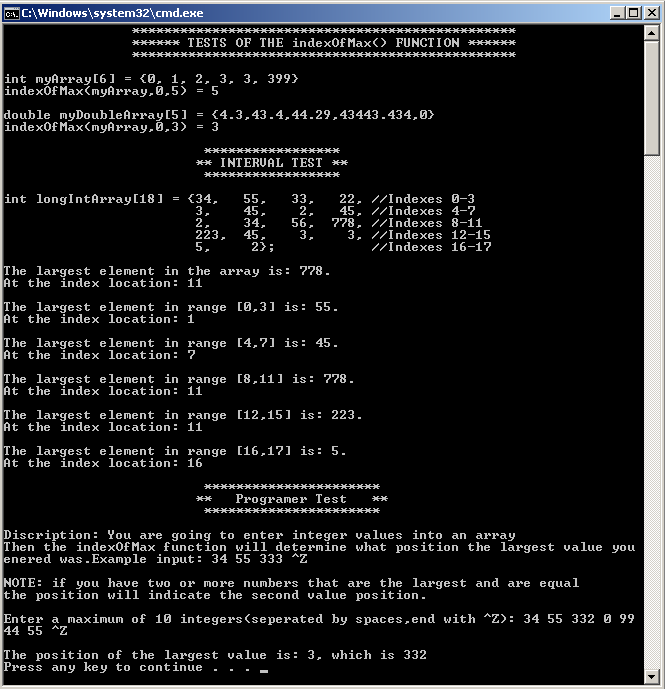 C:\Windows\system32\cmd.exe
************************************************
****** TESTS OF THE indexOfMax() FUNCTION ******
************************************************
int myArray[6] = {0, 1, 2, 3, 3, 399}
indexOfMax(myArray,0,5) = 5
double myDoubleArray[5] = {4.3,43.4,44.29,43443.434,0}
indexOfMax(myArray,0,3) = 3
*****************
** INTERVAL TEST **
*****************
int longIntArray[18] = {34, 55, 33, 22, //Indexes 0-3
3, 45, 2, 45, //Indexes 4-7
2, 34, 56, 778, //Indexes 8-11
223, 45, 3, 3, //Indexes 12-15
5, 2}; //Indexes 16-17
The largest element in the array is: 778.
At the index location: 11
The largest element in range [0,3] is: 55.
At the index location: 1
The largest element in range [4,7] is: 45.
At the index location: 7
The largest element in range [8,11] is: 778.
At the index location: 11
The largest element in range [12,15] is: 223.
At the index location: 11
The largest element in range [16,17] is: 5.
At the index location: 16
**********************
** Programer Test **
**********************
Discription: You are going to enter integer values into an array
Then the indexOfMax function will determine what position the largest value you
enered was.Example input: 34 55 333 ^Z
NOTE: if you have two or more numbers that are the largest and are equal
the position will indicate the second value position.
Enter a maximum of 10 integers(seperated by spaces,end with ^Z): 34 55 332 0 99
44 55 ^Z
The position of the largest value is: 3, which is 332
Press any key to continue . . . _